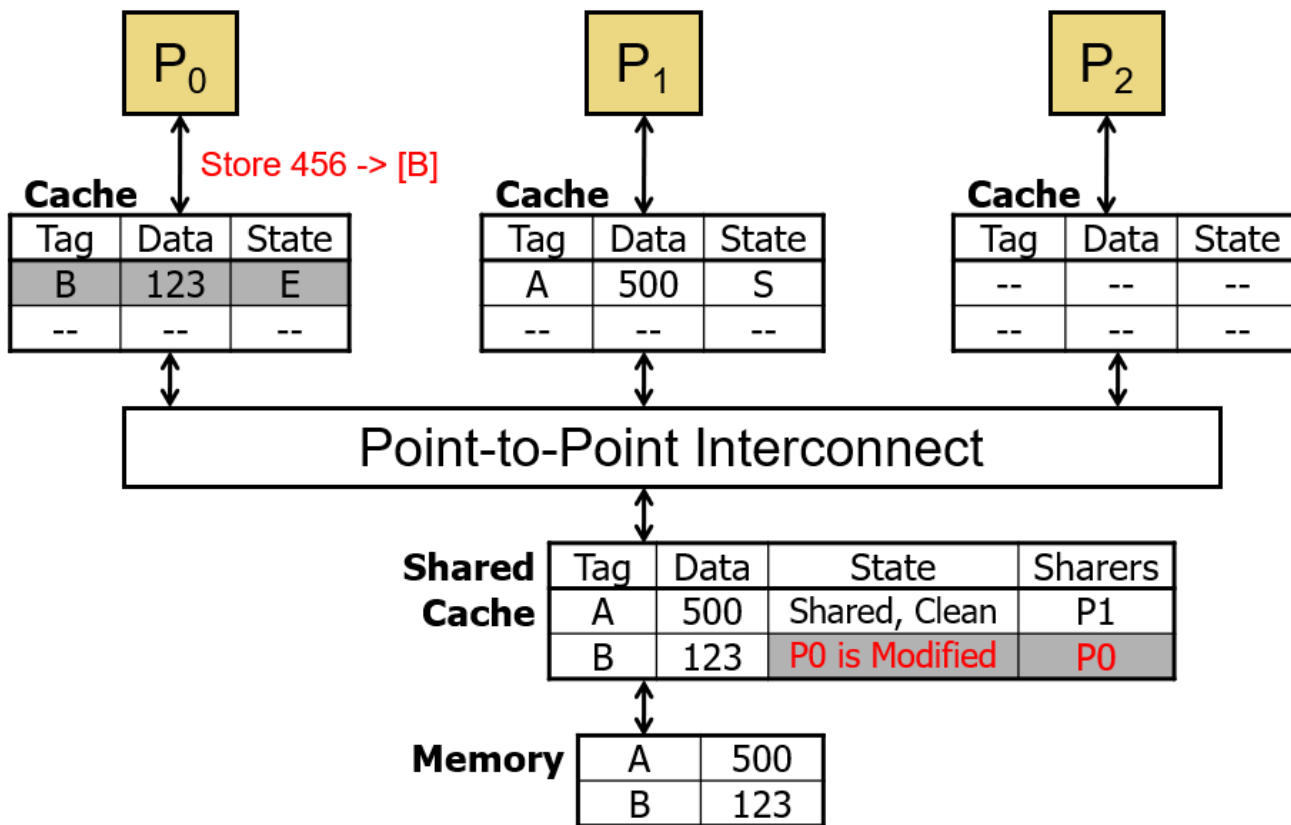 P0 P1 P2
Store 456 -> [B]
Cache Cache Cache
Tag Data State Tag Data State Tag Data State
B 123 E A 500 S -- -- --
-- -- -- -- -- -- -- -- --
Point-to-Point Interconnect
Shared Tag Data State Sharers
Cache A 500 Shared, Clean P1
B 123 P0 is Modified P0
Memory A 500
B 123